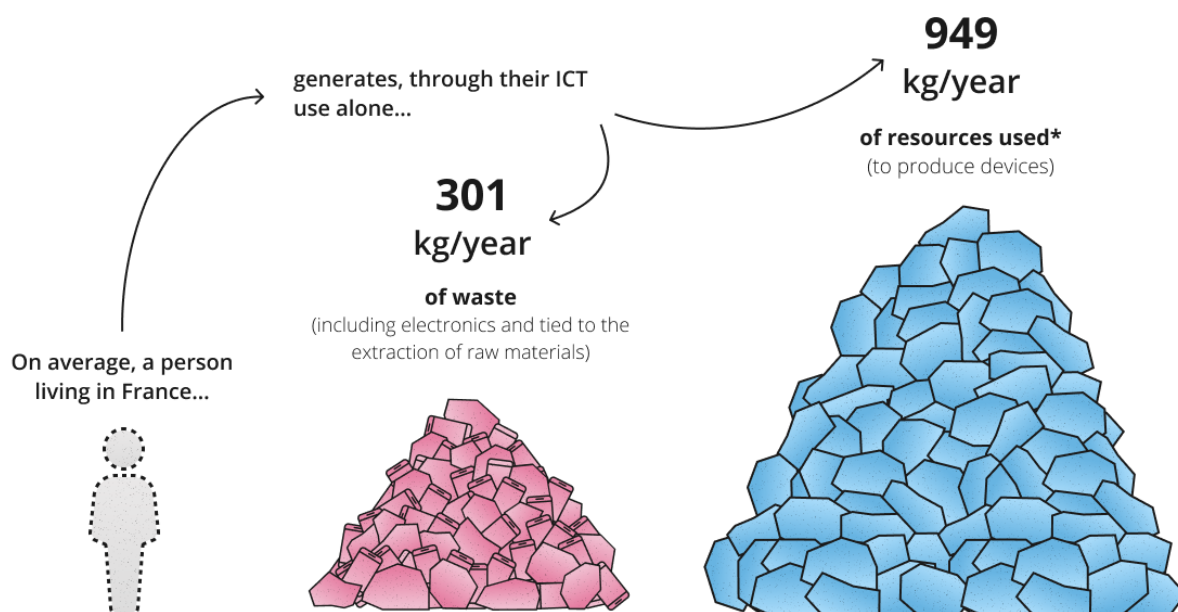 On average, a person
living in France...
generates, through their ICT
use alone...
301
kg/year
of waste
(including electronics and tied to the
extraction of raw materials)
949
kg/year
of resources used*
(to produce devices)